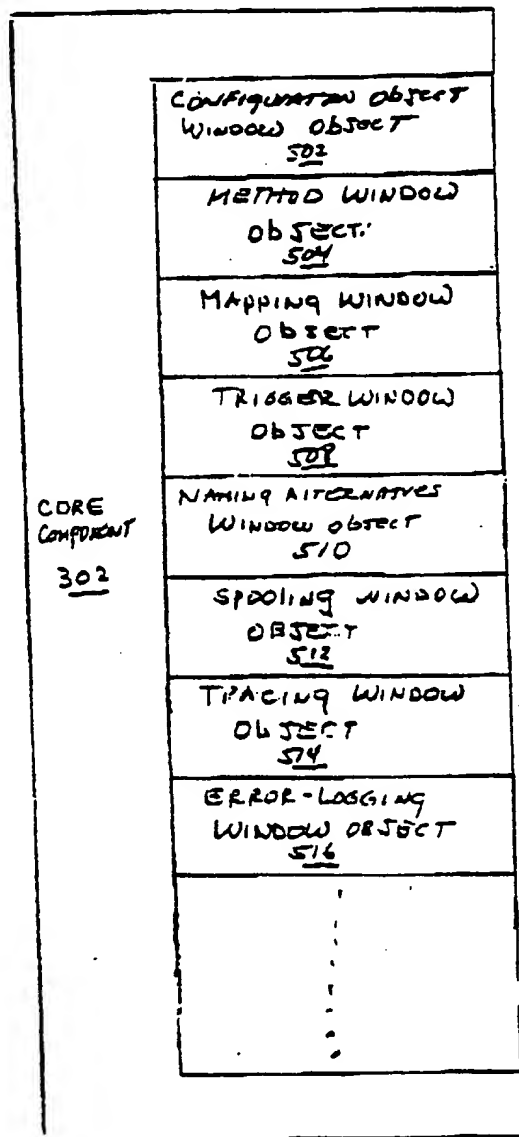 CONFIGURATION OBJECT
WINDOW OBJECT
502
METHOD WINDOW
OBJECT
504
MAPPING WINDOW
OBJECT
506
TRIGGER WINDOW
OBJECT
508
NAMING ALTERNATIVES
WINDOW OBJECT
510
SPOOLING WINDOW
OBJECT
512
TRACING WINDOW
OBJECT
514
ERROR-LOGGING
WINDOW OBJECT
516
CORE
COMPONENT
302